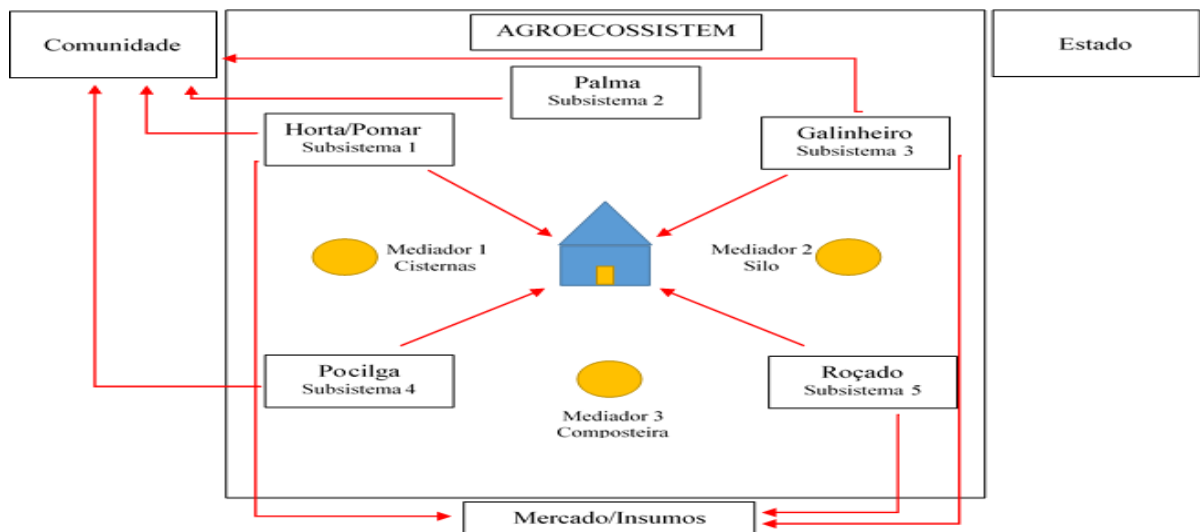 Comunidade
AGROECOSSISTEM
Estado
Palma
Subsistema 2
Horta/Pomar
Subsistema 1
Galinheiro
Subsistema 3
Mediador 1
Cisternas
Mediador 2
Silo
Pocilga
Subsistema 4
Roçado
Subsistema 5
Mediador 3
Composteira
Mercado/Insumos